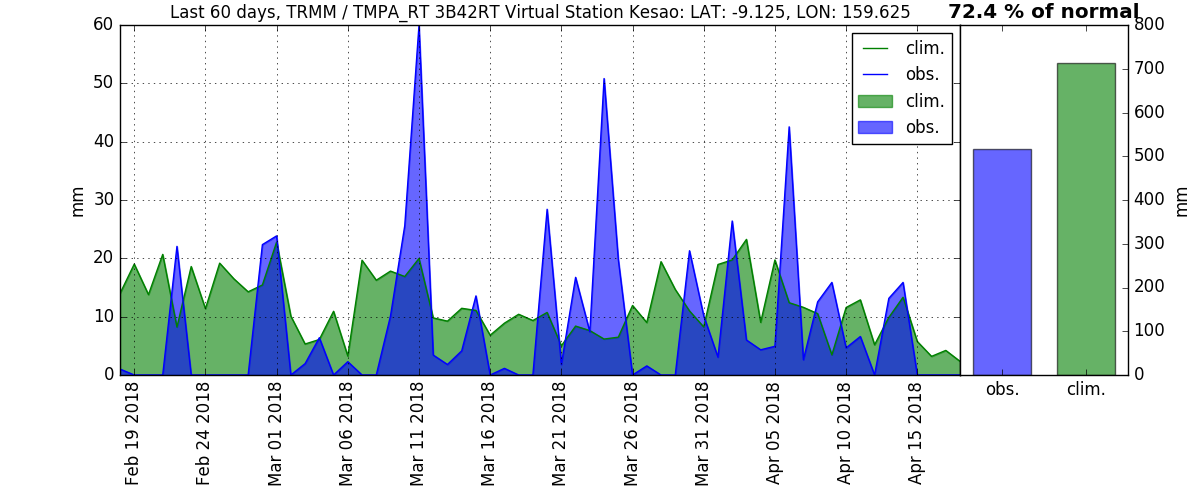 Last 60 days, TRMM / TMPA_RT 3B42RT Virtual Station Kesao: LAT: -9.125, LON: 159.625
72.4 % of normal
60
50
40
30
20
10
0
mm
clim.
obs.
clim.
obs.
800
700
600
500
400
300
200
100
0
mm
obs.
clim.
Feb 19 2018
Feb 24 2018
Mar 01 2018
Mar 06 2018
Mar 11 2018
Mar 16 2018
Mar 21 2018
Mar 26 2018
Mar 31 2018
Apr 05 2018
Apr 10 2018
Apr 15 2018